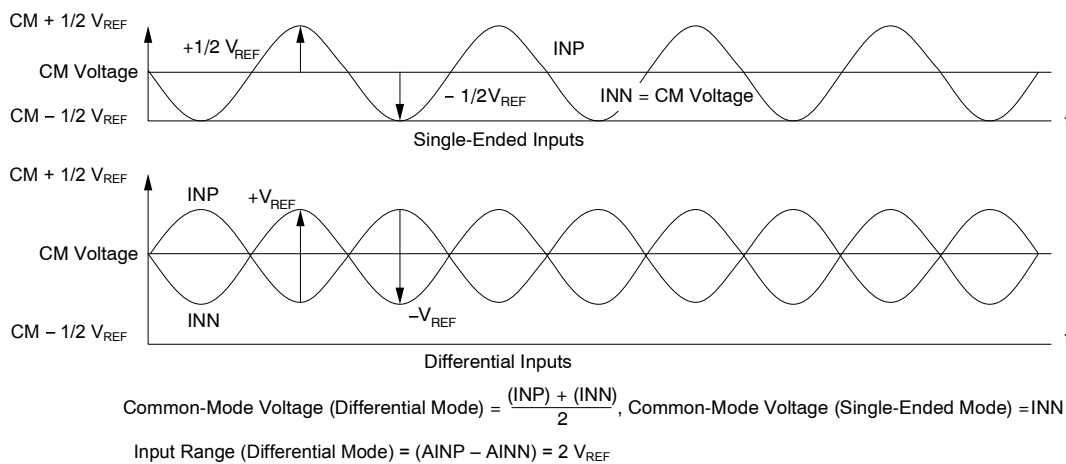 CM + 1/2 VREF
+1/2 VREF
INP
CM Voltage
– 1/2VREF
INN = CM Voltage
CM – 1/2 VREF
t
Single-Ended Inputs
CM + 1/2 VREF
INP
+VREF
CM Voltage
INN
–VREF
CM – 1/2 VREF
t
Differential Inputs
Common-Mode Voltage (Differential Mode) = (INP) + (INN) / 2, Common-Mode Voltage (Single-Ended Mode) = INN
Input Range (Differential Mode) = (AINP – AINN) = 2 VREF